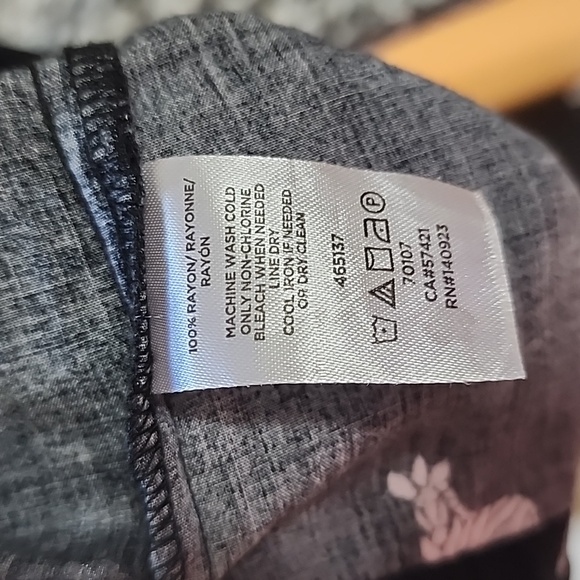 100% RAYON/ RAYONNE/
RAYÓN
MACHINE WASH COLD
ONLY NON-CHLORINE
BLEACH WHEN NEEDED
LINE DRY
COOL IRON IF NEEDED
OR DRY CLEAN
465137
P
70107
CA#57421
RN#140923